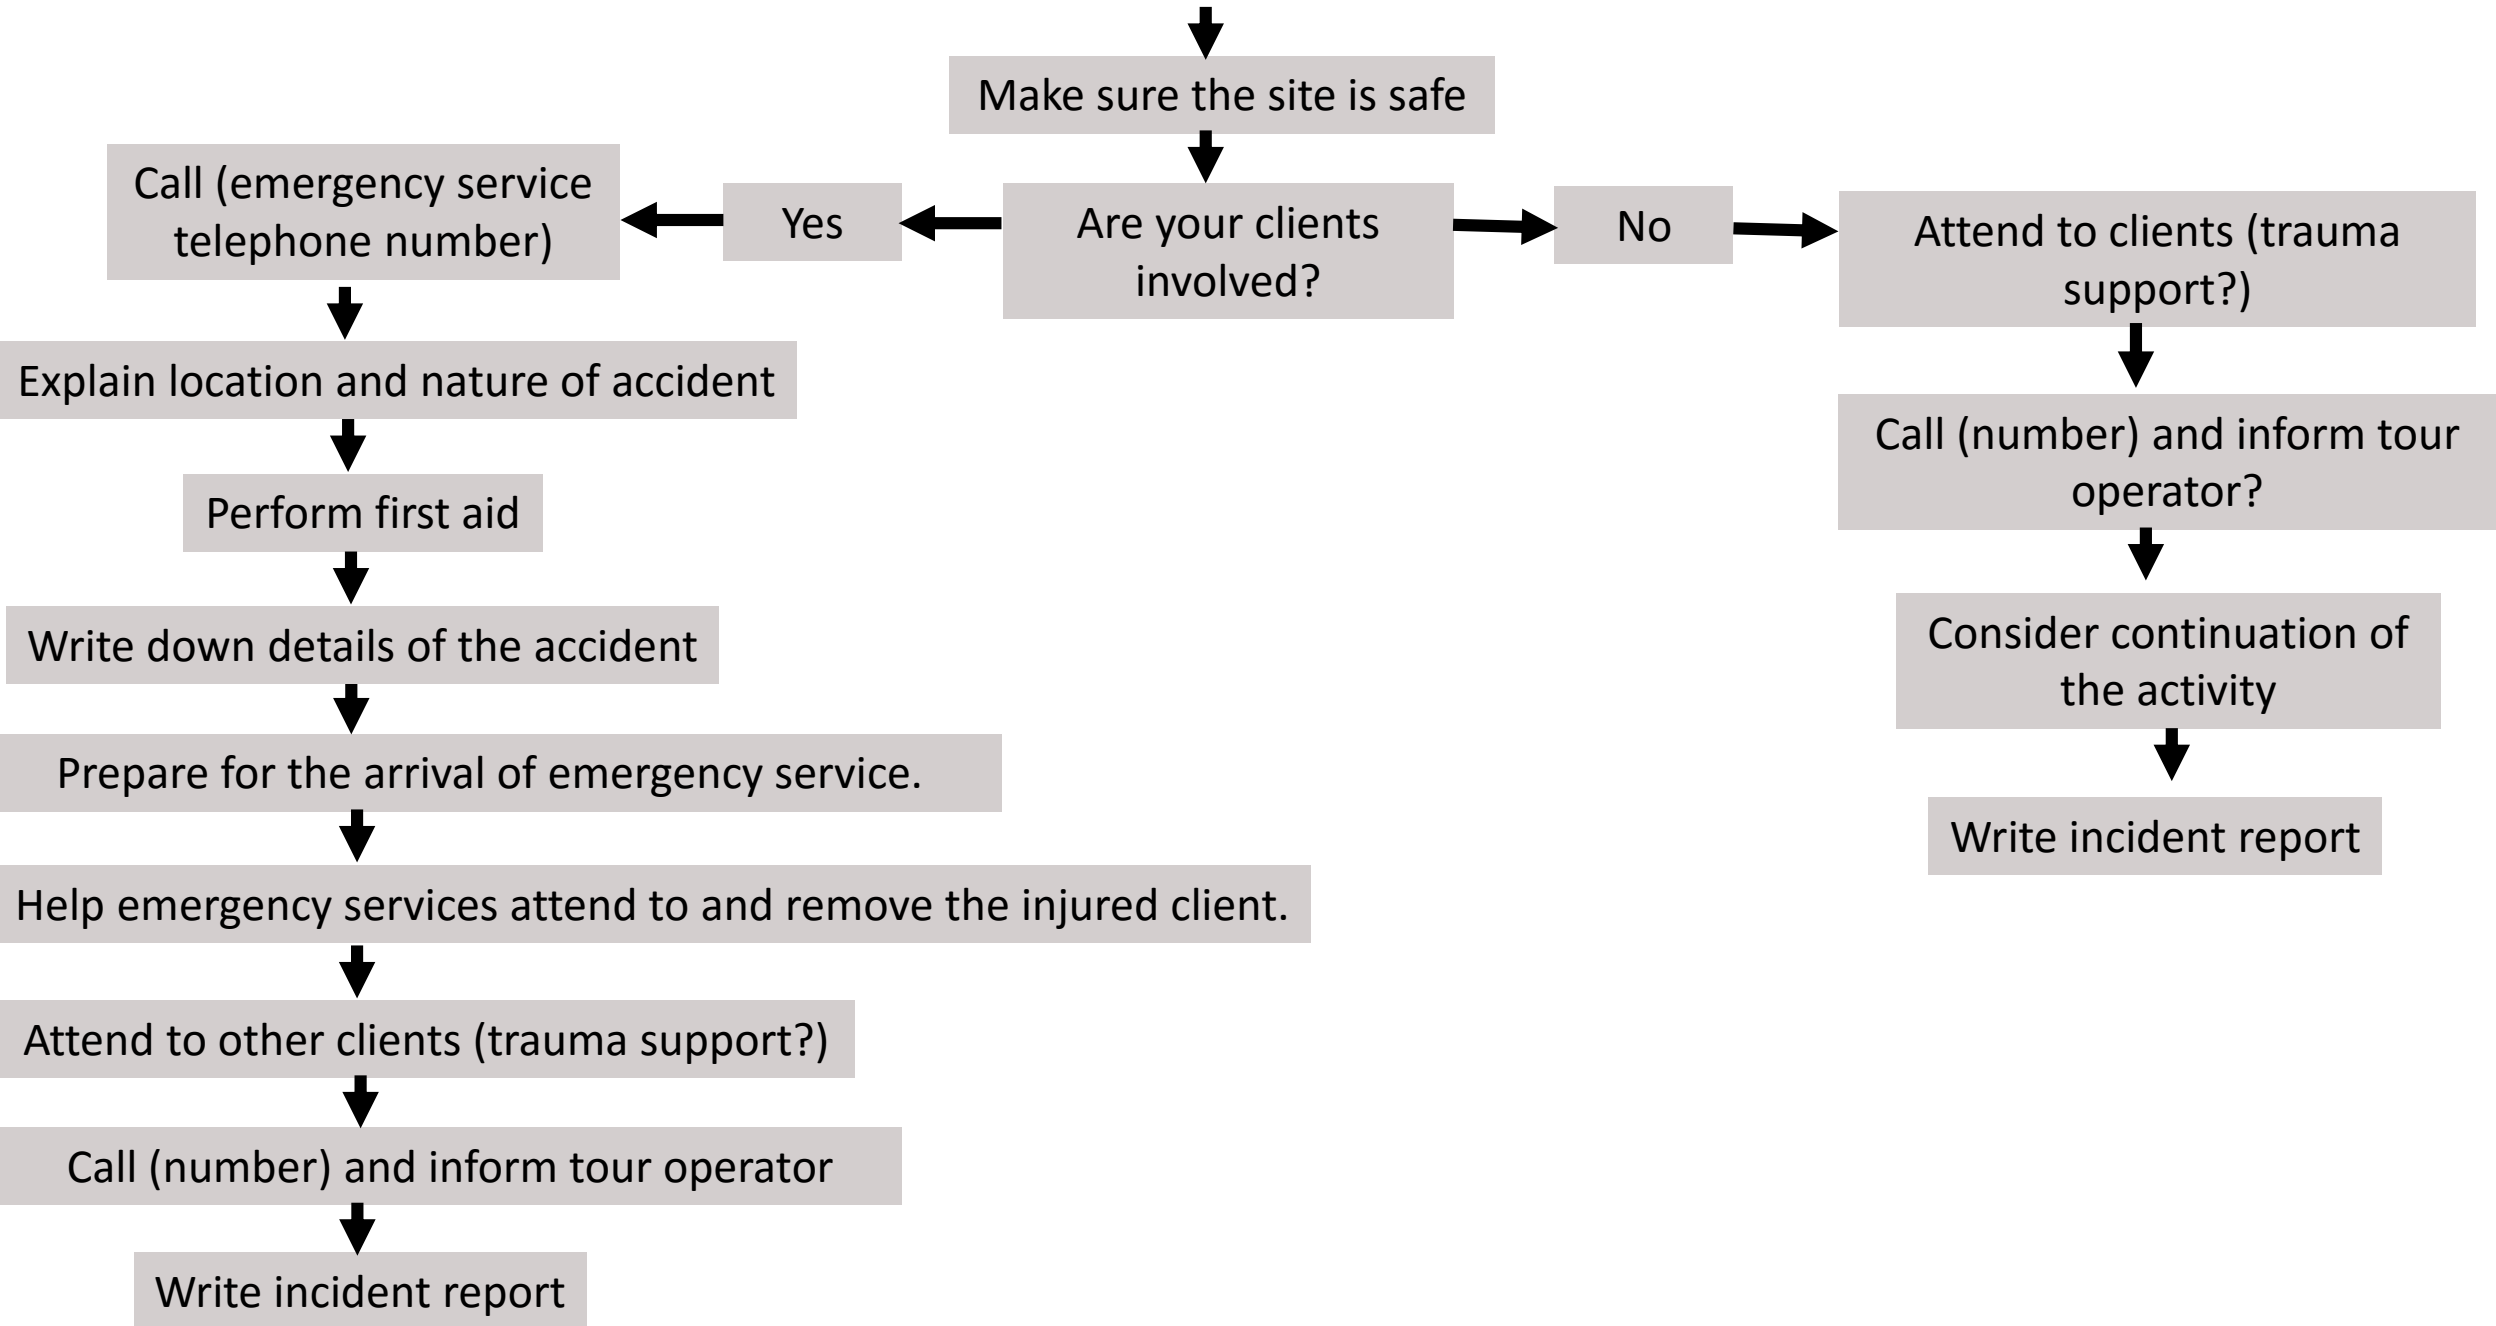 Make sure the site is safe
Call (emergency service
telephone number)
Yes
Are your clients
involved?
No
Attend to clients (trauma
support?)
Explain location and nature of accident
Call (number) and inform tour
operator?
Perform first aid
Consider continuation of
the activity
Write down details of the accident
Prepare for the arrival of emergency service.
Write incident report
Help emergency services attend to and remove the injured client.
Attend to other clients (trauma support?)
Call (number) and inform tour operator
Write incident report